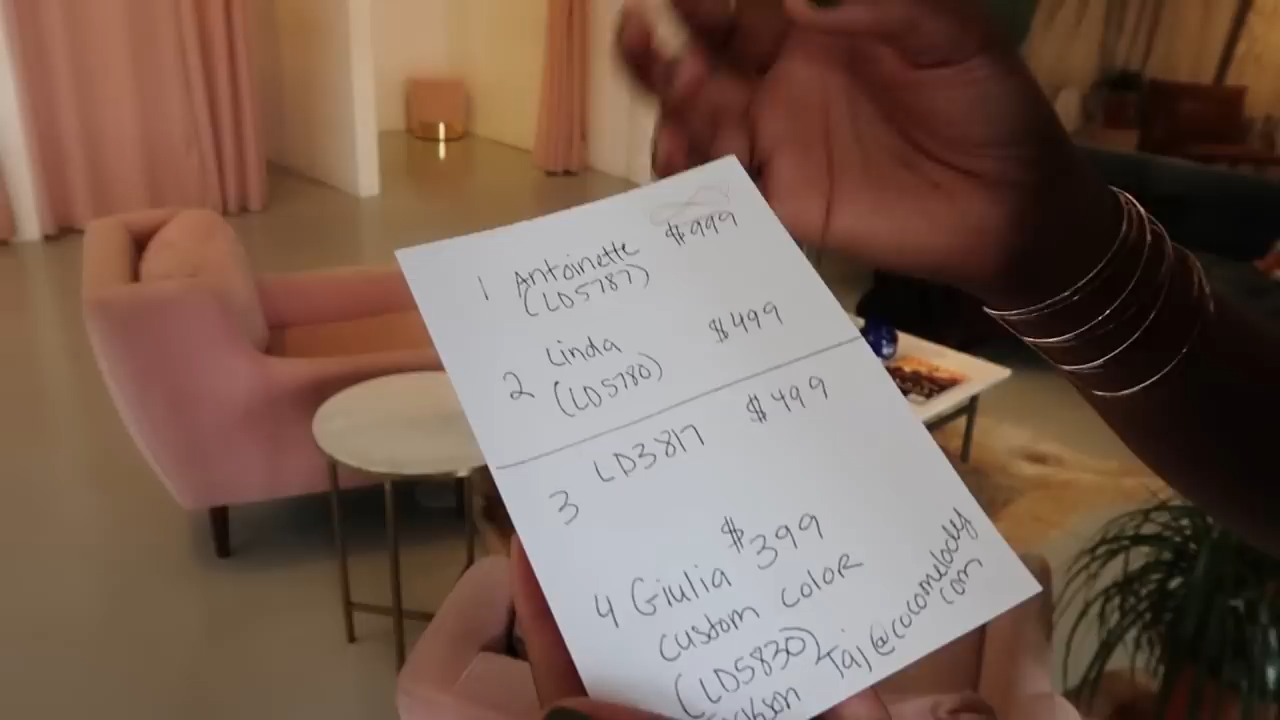 1 Antoinette $999
(LD5787)
Linda $499
2 (LD5780)
LD3817 $499
3
$399
4 Giulia
custom color
(LD5830)
Taj@cocomelody
com